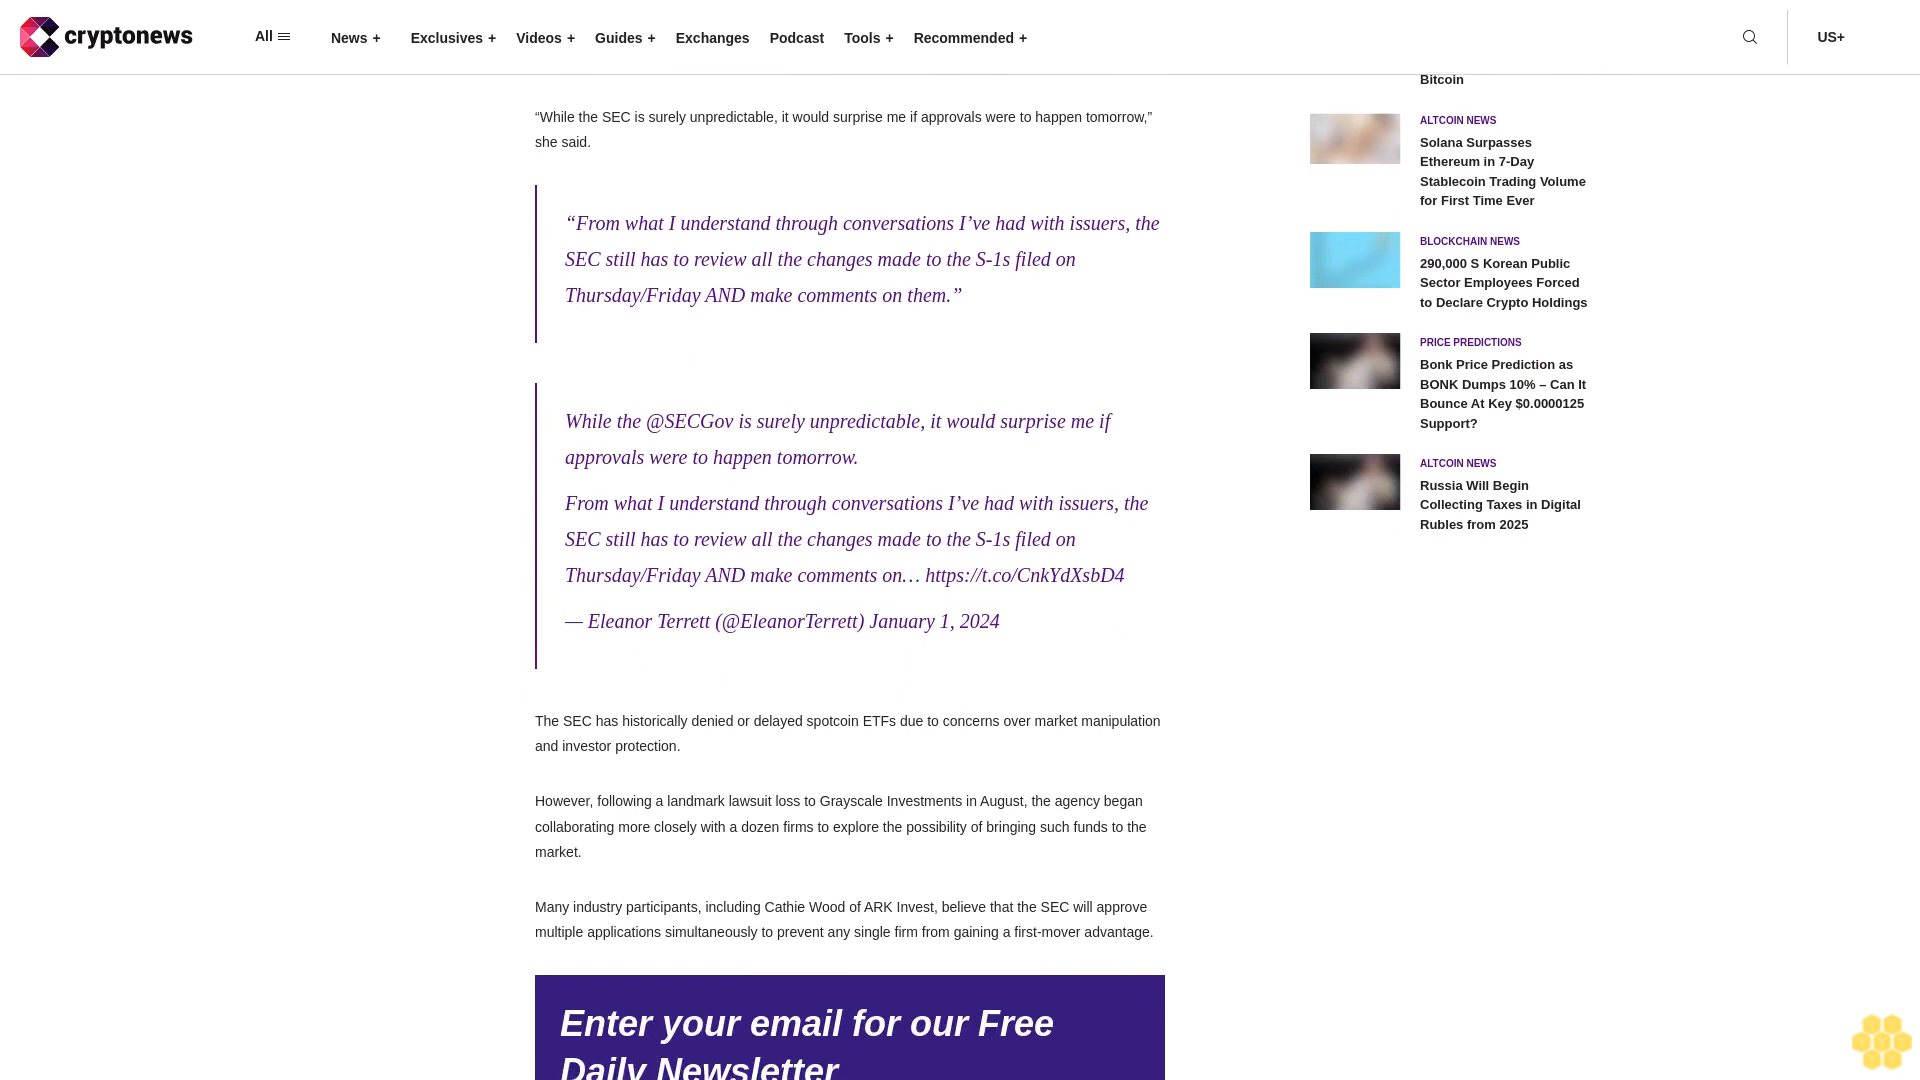 cryptonews
All
News +
Exclusives +
Videos +
Guides +
Exchanges
Podcast
Tools +
Recommended +
US+
“While the SEC is surely unpredictable, it would surprise me if approvals were to happen tomorrow,”
she said.
“From what I understand through conversations I’ve had with issuers, the
SEC still has to review all the changes made to the S-1s filed on
Thursday/Friday AND make comments on them.”
While the @SECGov is surely unpredictable, it would surprise me if
approvals were to happen tomorrow.
From what I understand through conversations I’ve had with issuers, the
SEC still has to review all the changes made to the S-1s filed on
Thursday/Friday AND make comments on… https://t.co/CnkYdXsbD4
— Eleanor Terrett (@EleanorTerrett) January 1, 2024
The SEC has historically denied or delayed spotcoin ETFs due to concerns over market manipulation
and investor protection.
However, following a landmark lawsuit loss to Grayscale Investments in August, the agency began
collaborating more closely with a dozen firms to explore the possibility of bringing such funds to the
market.
Many industry participants, including Cathie Wood of ARK Invest, believe that the SEC will approve
multiple applications simultaneously to prevent any single firm from gaining a first-mover advantage.
Enter your email for our Free
Daily Newsletter
Bitcoin
ALTCOIN NEWS
Solana Surpasses
Ethereum in 7-Day
Stablecoin Trading Volume
for First Time Ever
BLOCKCHAIN NEWS
290,000 S Korean Public
Sector Employees Forced
to Declare Crypto Holdings
PRICE PREDICTIONS
Bonk Price Prediction as
BONK Dumps 10% – Can It
Bounce At Key $0.0000125
Support?
ALTCOIN NEWS
Russia Will Begin
Collecting Taxes in Digital
Rubles from 2025